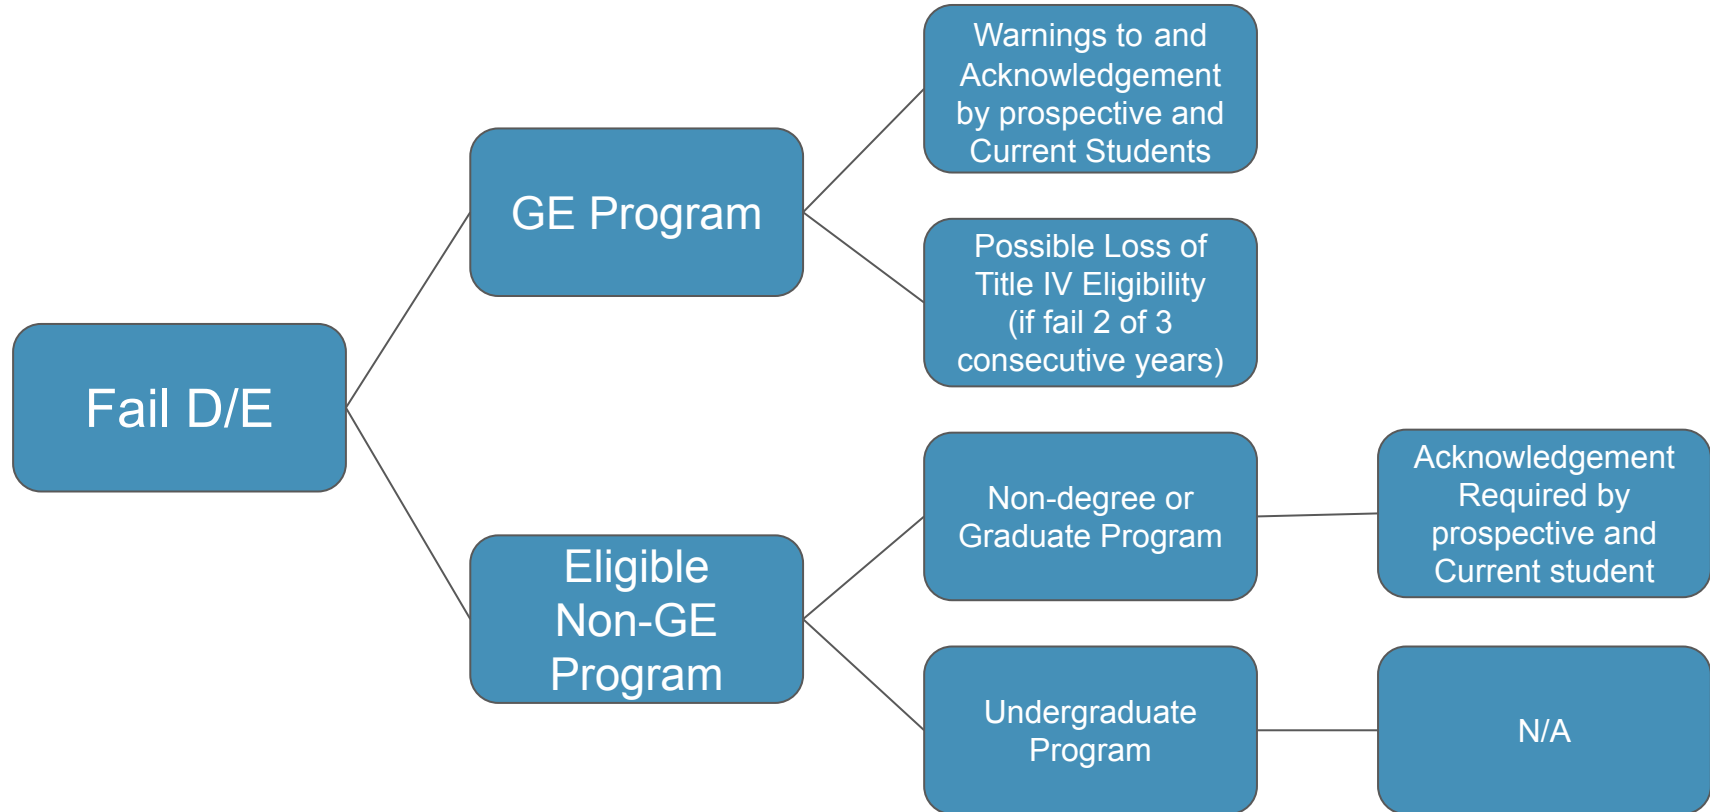 Fail D/E
GE Program
Warnings to and
Acknowledgement
by prospective and
Current Students
Possible Loss of
Title IV Eligibility
(if fail 2 of 3
consecutive years)
Eligible
Non-GE
Program
Non-degree or
Graduate Program
Acknowledgement
Required by
prospective and
Current student
Undergraduate
Program
N/A